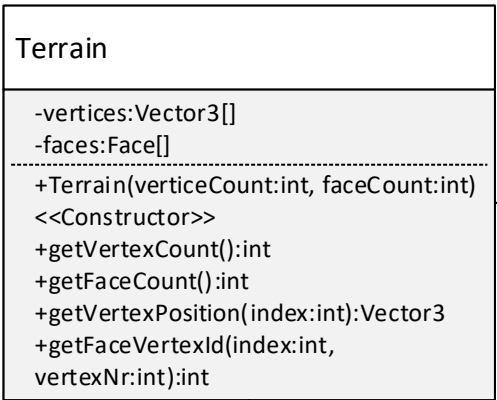 Terrain
-vertices:Vector3[]
-faces:Face[]
+Terrain(verticeCount:int, faceCount:int)
<<Constructor>>
+getVertexCount():int
+getFaceCount():int
+getVertexPosition(index:int):Vector3
+getFaceVertexId(index:int,
vertexNr:int):int